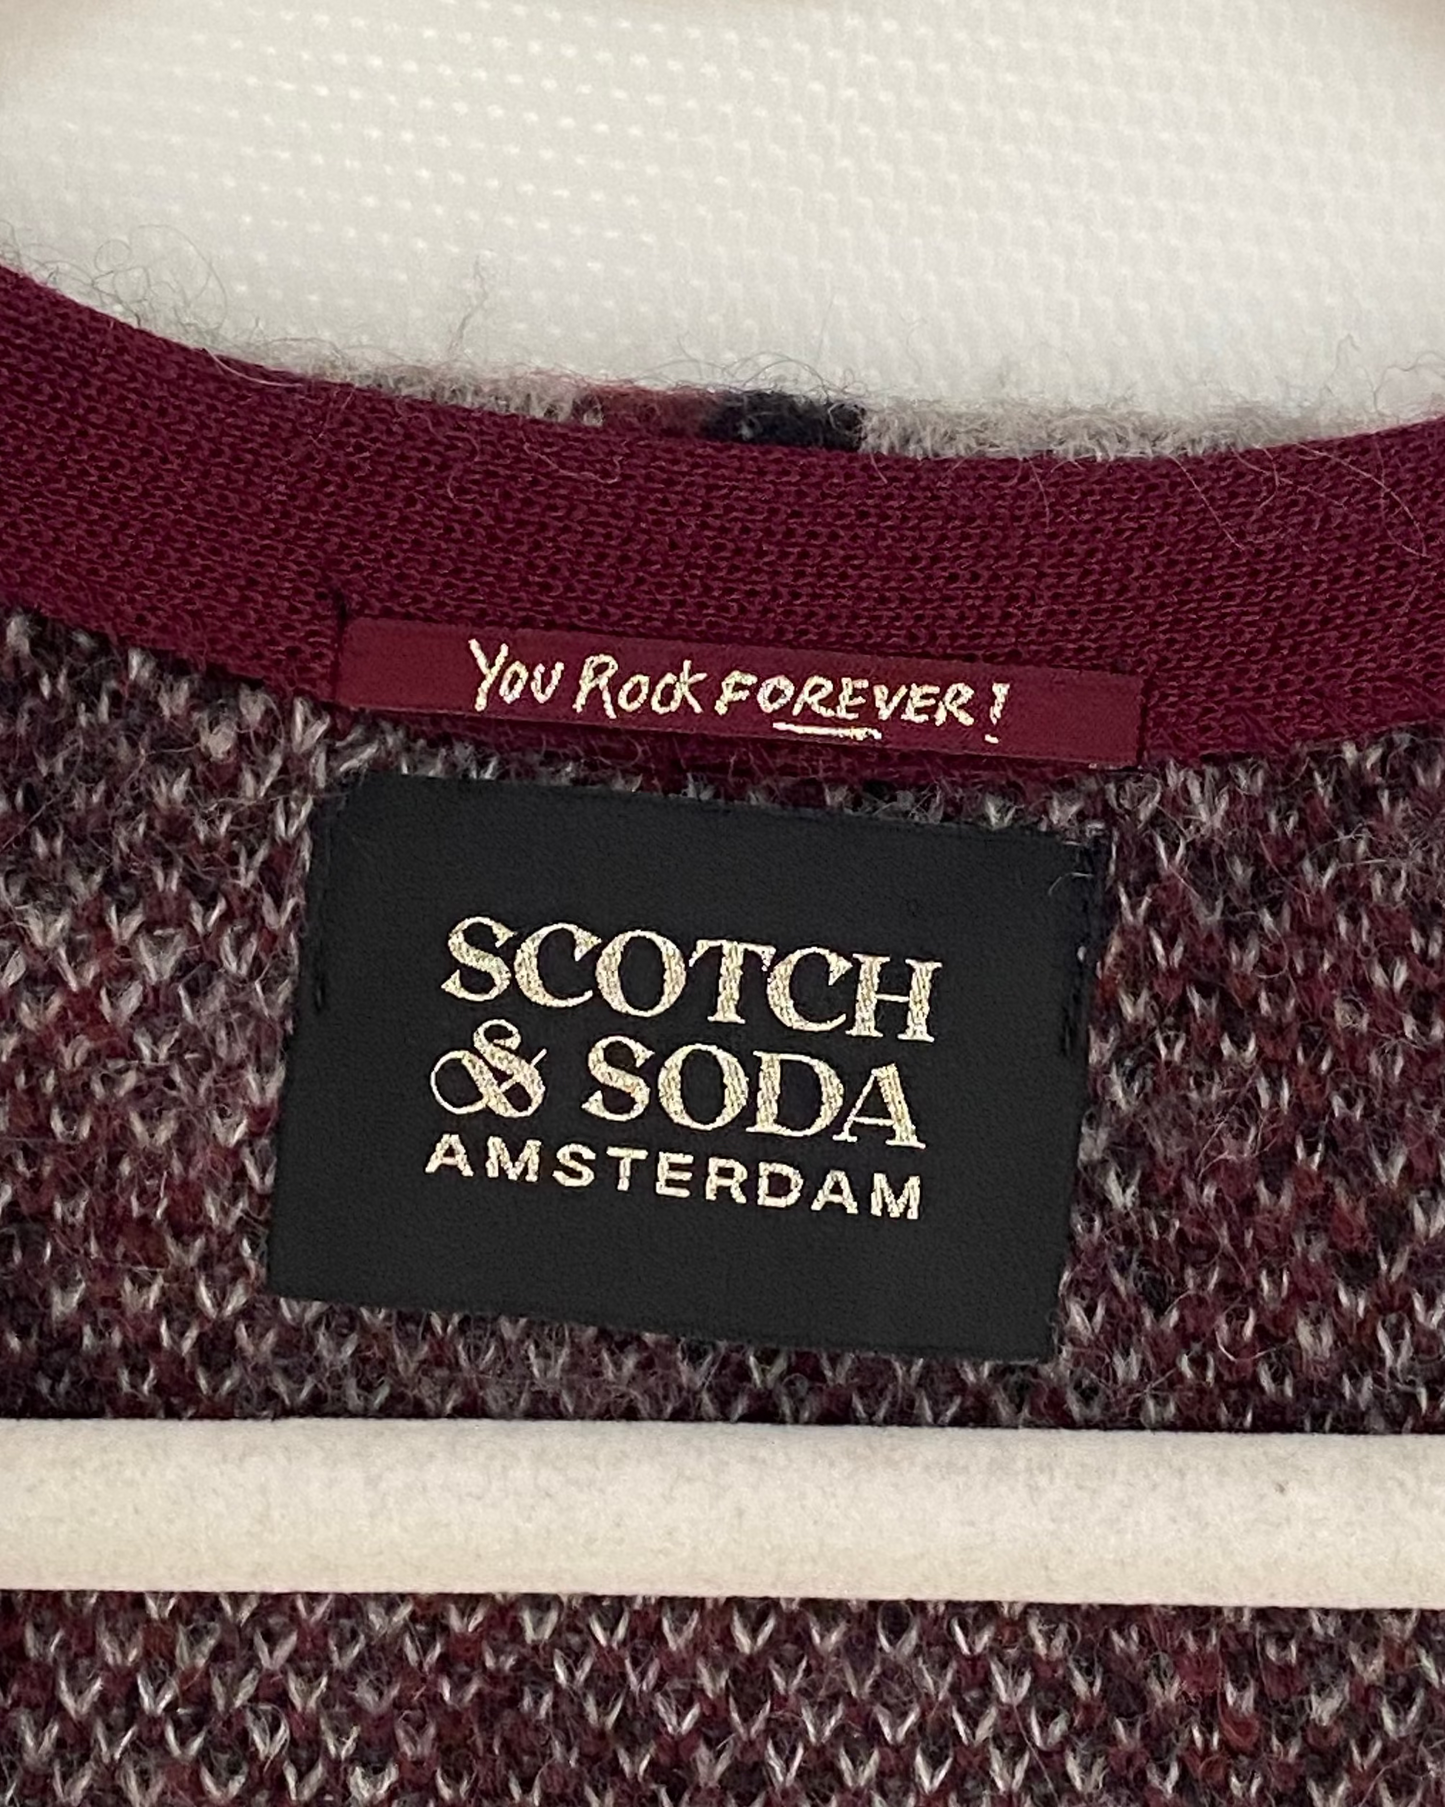 You Rock FOREVER!
SCOTCH
& SODA
AMSTERDAM